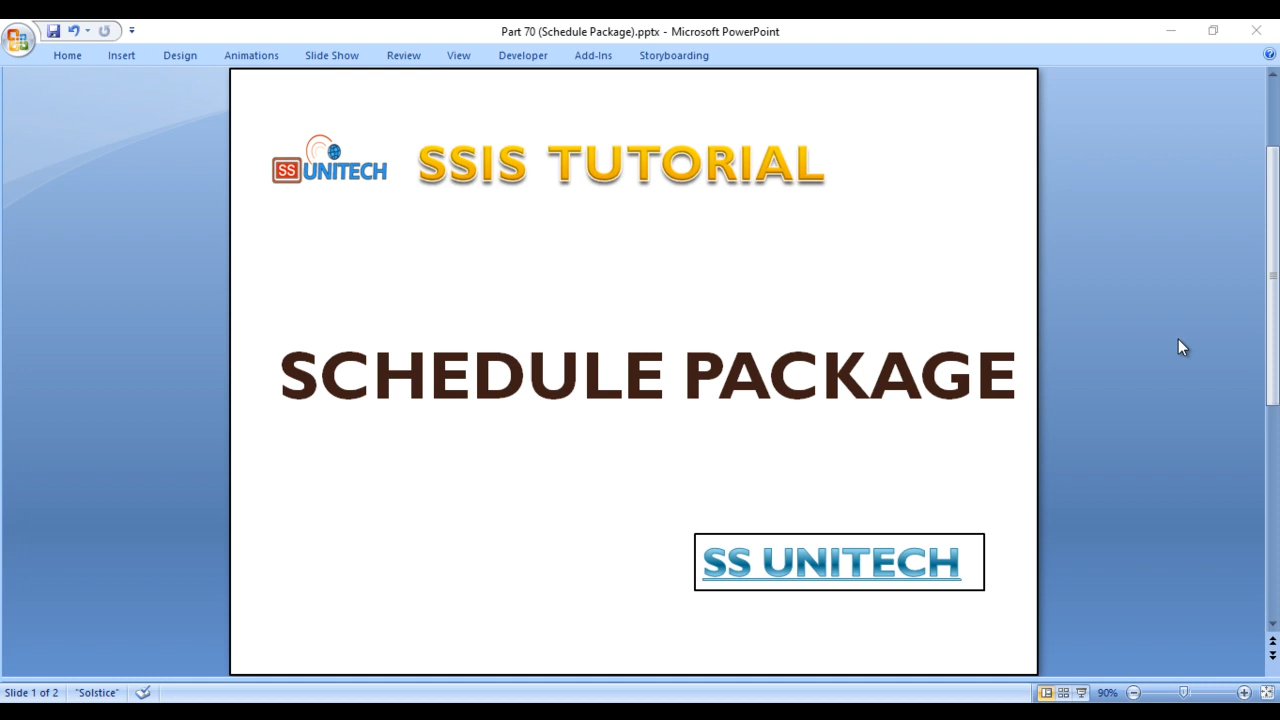 Part 70 (Schedule Package).pptx - Microsoft PowerPoint
Home Insert Design Animations Slide Show Review View Developer Add-Ins Storyboarding
SS UNITECH
SSIS TUTORIAL
SCHEDULE PACKAGE
SS UNITECH
Slide 1 of 2 "Solstice" 90%